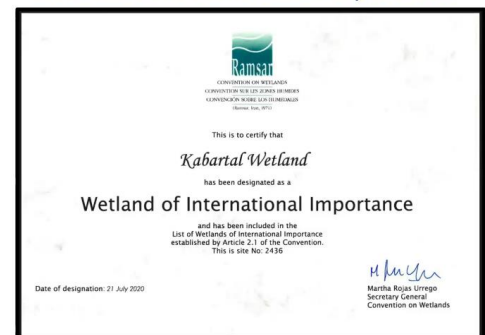 Ramsar
CONVENTION ON WETLANDS
CONVENTION SUR LES ZONES HUMIDES
CONVENCIÓN SOBRE LOS HUMEDALES
(Ramsar, Iran, 1971)
This is to certify that
Kabartal Wetland
has been designated as a
Wetland of International Importance
and has been included in the
List of Wetlands of International Importance
established by Article 2.1 of the Convention.
This is site No: 2436
Date of designation: 21 July 2020
Martha Rojas Urrego
Secretary General
Convention on Wetlands